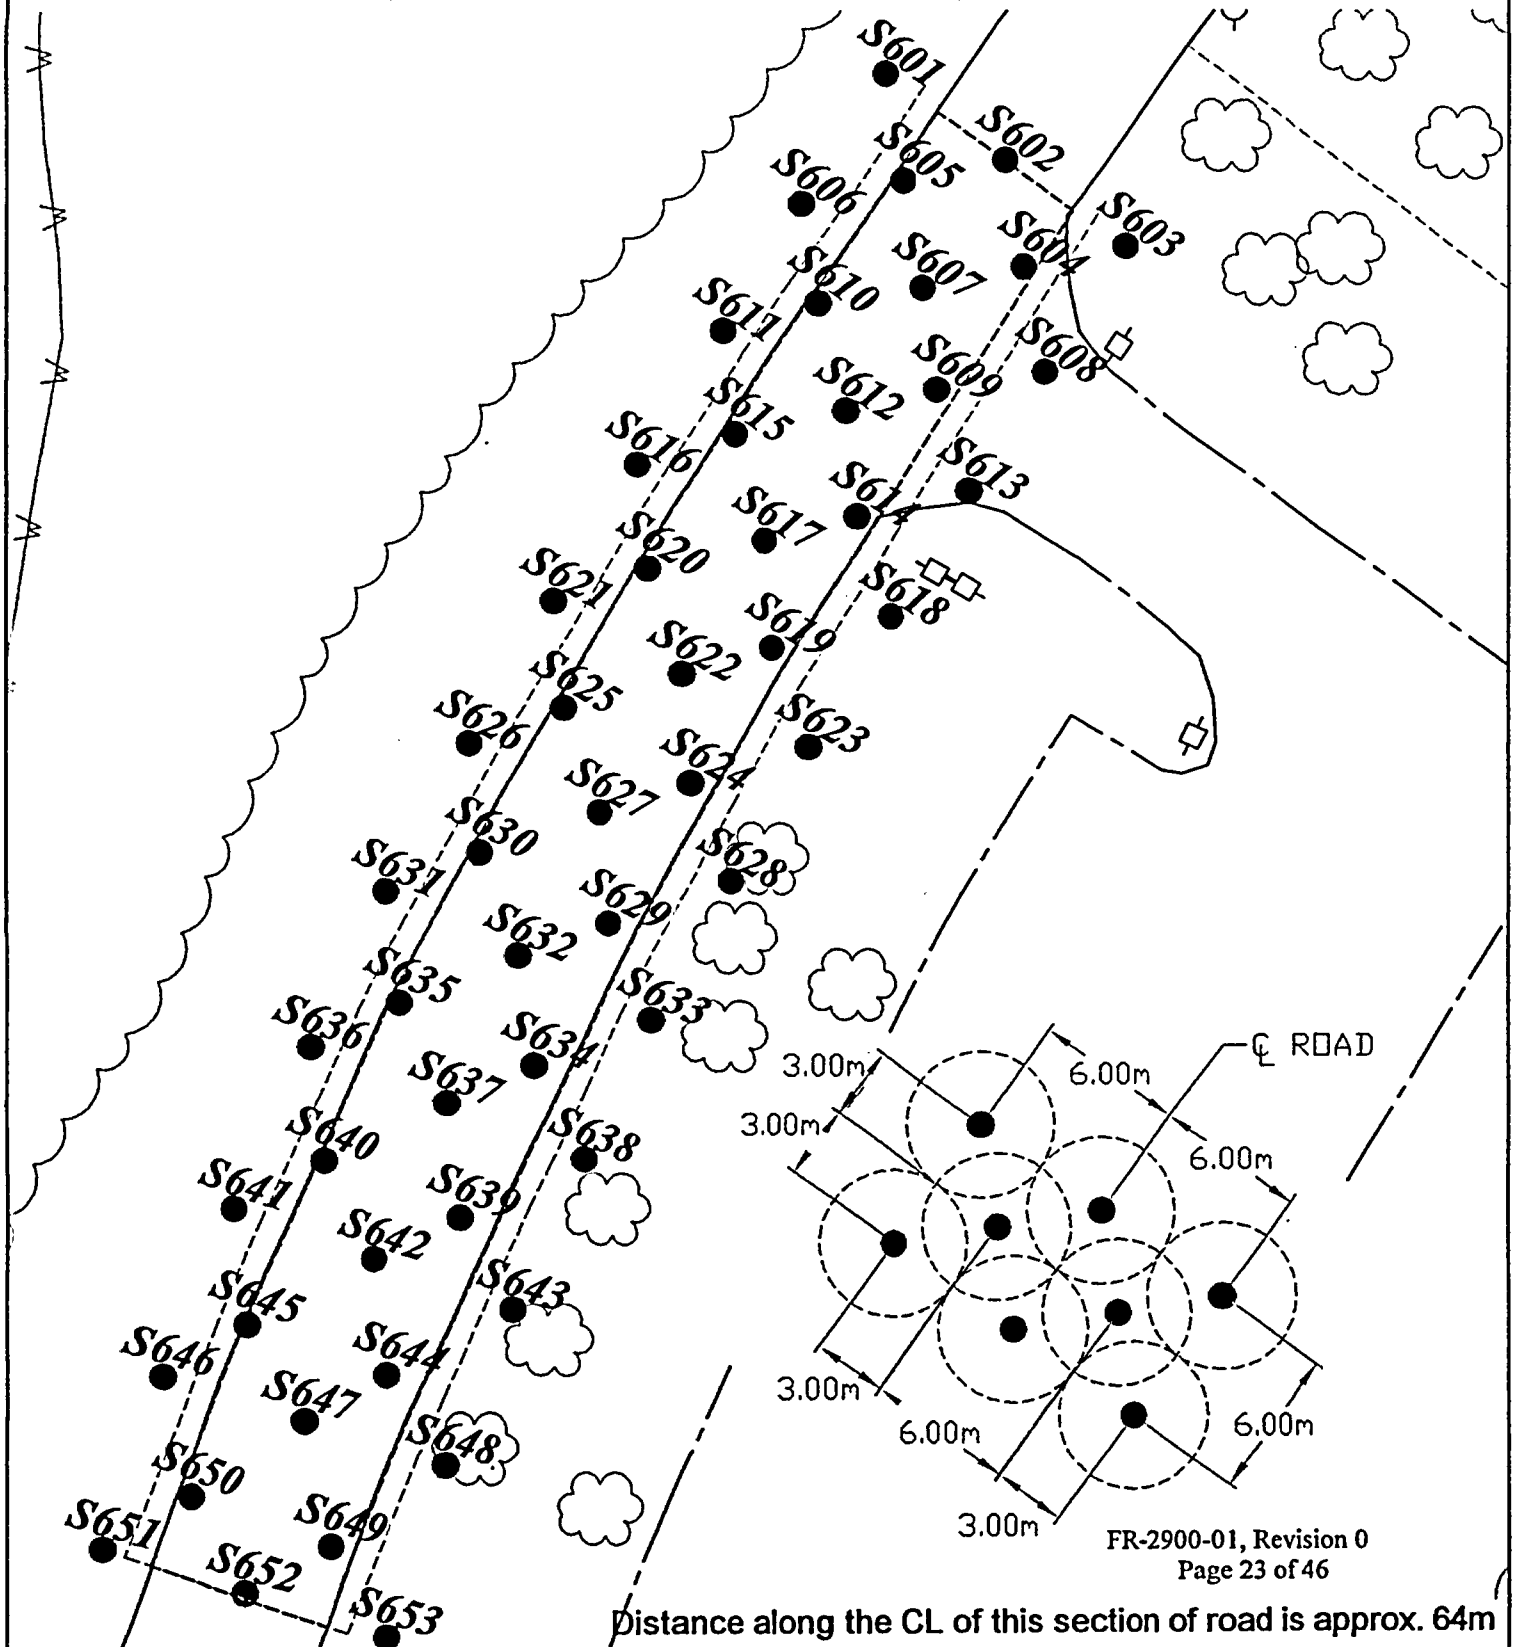 S601
S602
S605
S606
S603
S604
S607
S610
S611
S608
S609
S612
S615
S616
S613
S614
S617
S620
S621
S618
S619
S622
S625
S626
S623
S624
S627
S630
S631
S628
S629
S632
S635
S636
S633
S634
S637
S640
S641
S638
S639
S642
S645
S646
S643
S644
S647
S650
S651
S648
S649
S652
S653
℄ ROAD
3.00m
6.00m
3.00m
6.00m
3.00m
6.00m
6.00m
3.00m
FR-2900-01, Revision 0
Page 23 of 46
Distance along the CL of this section of road is approx. 64m